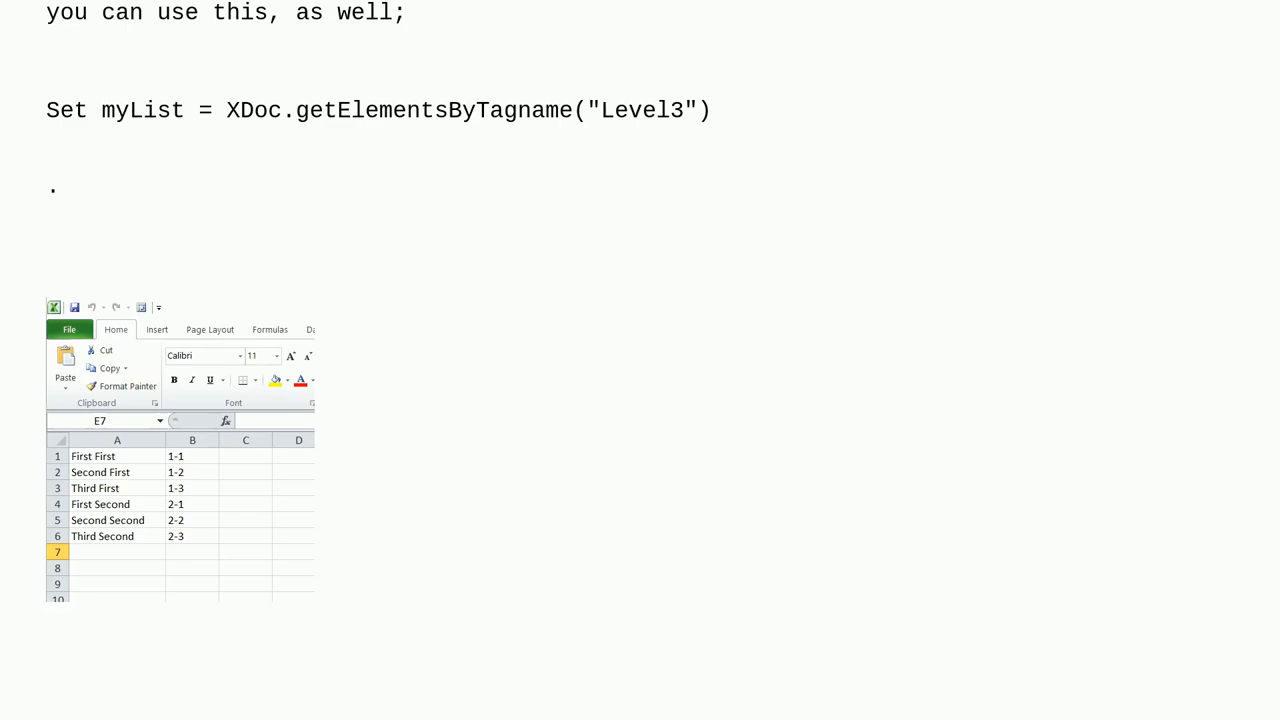 you can use this, as well;
Set myList = XDoc.getElementsByTagname("Level3")
.
File Home Insert Page Layout Formulas Da
Cut
Calibri 11 A A
Copy
Paste
B I U A
Format Painter
Clipboard Font
E7 fx
A B C D
1 First First 1-1
2 Second First 1-2
3 Third First 1-3
4 First Second 2-1
5 Second Second 2-2
6 Third Second 2-3
7
8
9
10